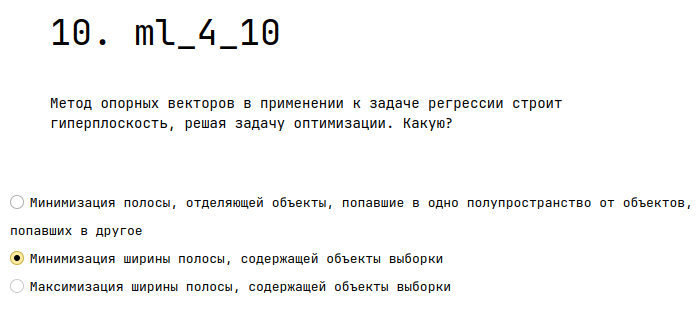 10. ml_4_10
Метод опорных векторов в применении к задаче регрессии строит
гиперплоскость, решая задачу оптимизации. Какую?
Минимизация полосы, отделяющей объекты, попавшие в одно полупространство от объектов,
попавших в другое
Минимизация ширины полосы, содержащей объекты выборки
Максимизация ширины полосы, содержащей объекты выборки